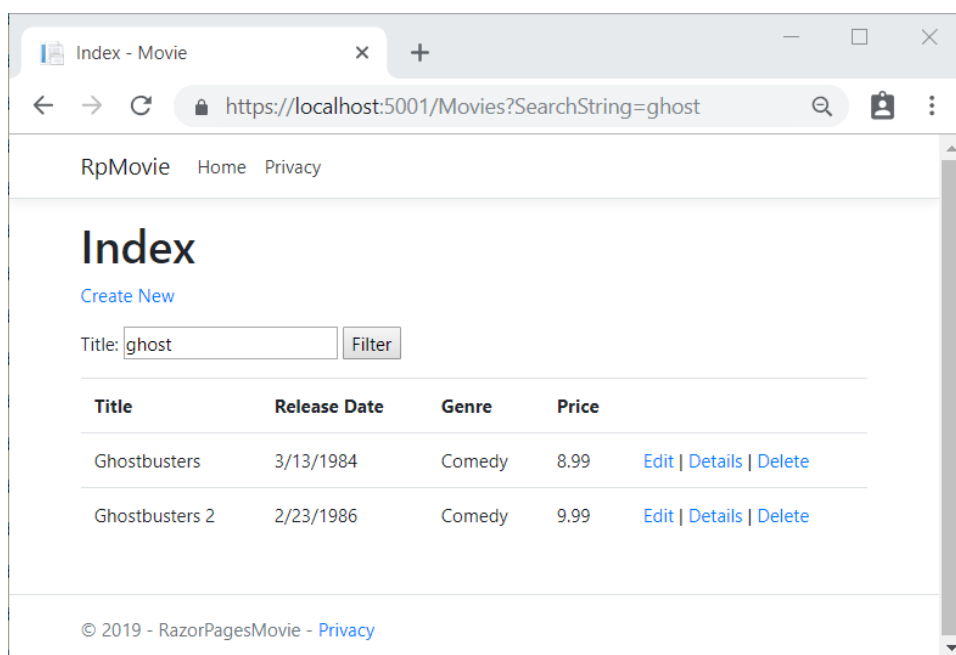 Index - Movie
https://localhost:5001/Movies?SearchString=ghost
RpMovie Home Privacy
Index
Create New
Title: ghost Filter
Title Release Date Genre Price
Ghostbusters 3/13/1984 Comedy 8.99 Edit | Details | Delete
Ghostbusters 2 2/23/1986 Comedy 9.99 Edit | Details | Delete
© 2019 - RazorPagesMovie - Privacy